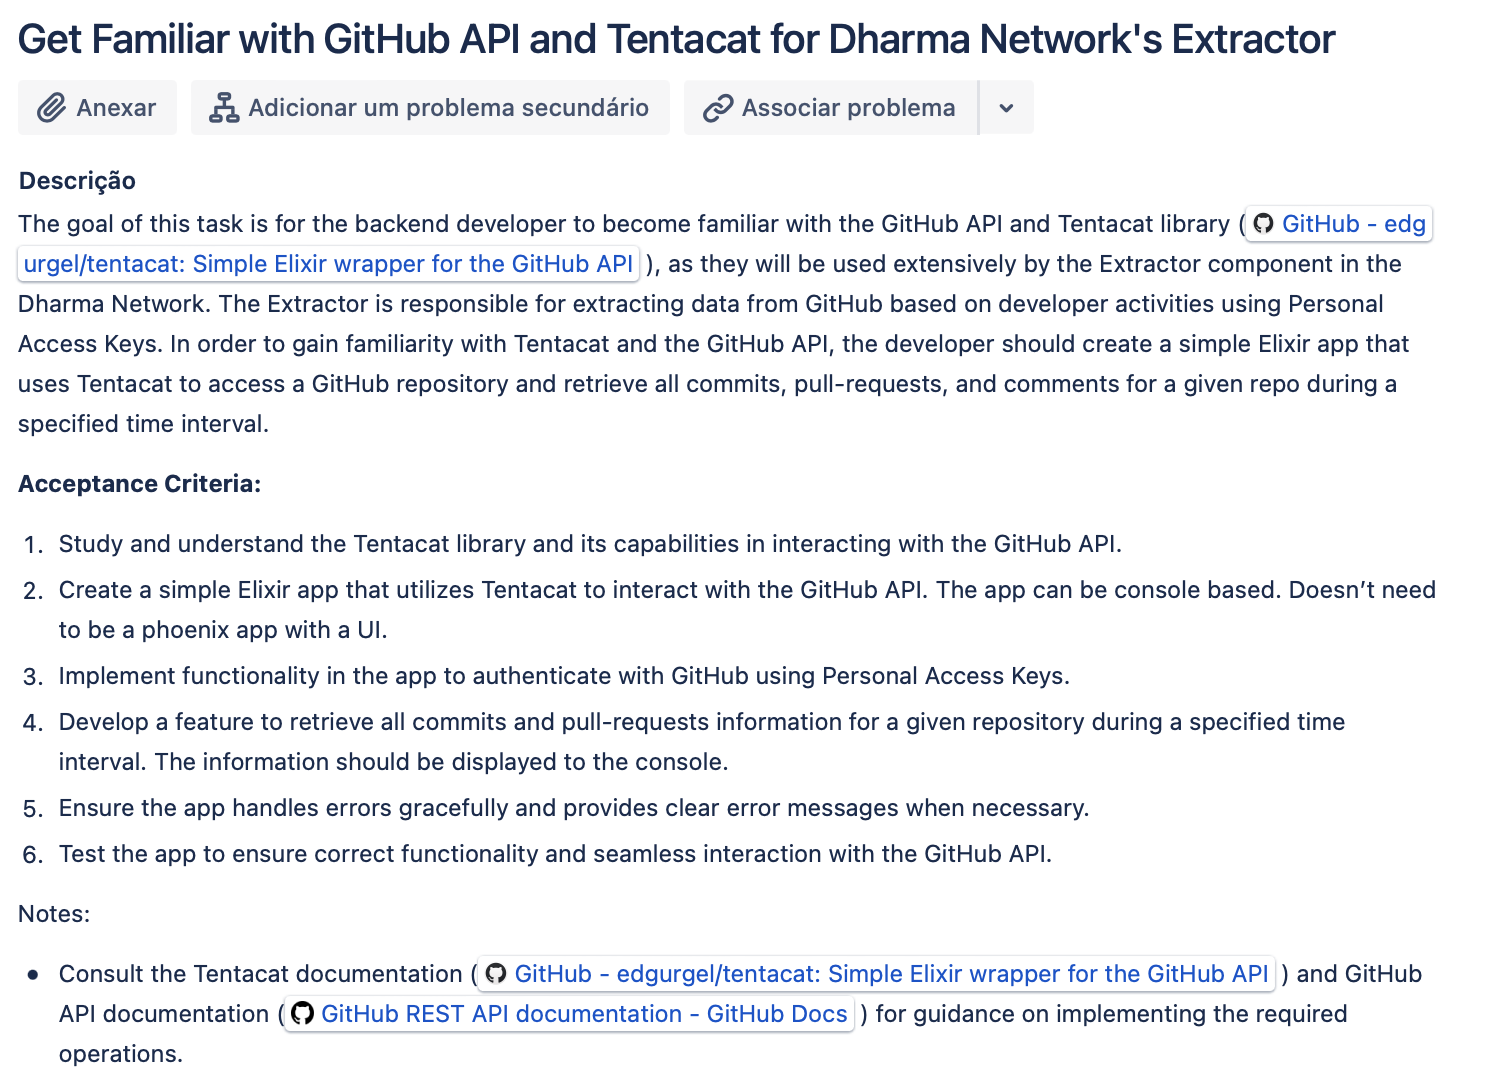 Get Familiar with GitHub API and Tentacat for Dharma Network's Extractor
Anexar Adicionar um problema secundário Associar problema
Descrição
The goal of this task is for the backend developer to become familiar with the GitHub API and Tentacat library ( GitHub - edg
urgel/tentacat: Simple Elixir wrapper for the GitHub API ), as they will be used extensively by the Extractor component in the
Dharma Network. The Extractor is responsible for extracting data from GitHub based on developer activities using Personal
Access Keys. In order to gain familiarity with Tentacat and the GitHub API, the developer should create a simple Elixir app that
uses Tentacat to access a GitHub repository and retrieve all commits, pull-requests, and comments for a given repo during a
specified time interval.
Acceptance Criteria:
1. Study and understand the Tentacat library and its capabilities in interacting with the GitHub API.
2. Create a simple Elixir app that utilizes Tentacat to interact with the GitHub API. The app can be console based. Doesn’t need
to be a phoenix app with a UI.
3. Implement functionality in the app to authenticate with GitHub using Personal Access Keys.
4. Develop a feature to retrieve all commits and pull-requests information for a given repository during a specified time
interval. The information should be displayed to the console.
5. Ensure the app handles errors gracefully and provides clear error messages when necessary.
6. Test the app to ensure correct functionality and seamless interaction with the GitHub API.
Notes:
• Consult the Tentacat documentation ( GitHub - edgurgel/tentacat: Simple Elixir wrapper for the GitHub API ) and GitHub
API documentation ( GitHub REST API documentation - GitHub Docs ) for guidance on implementing the required
operations.